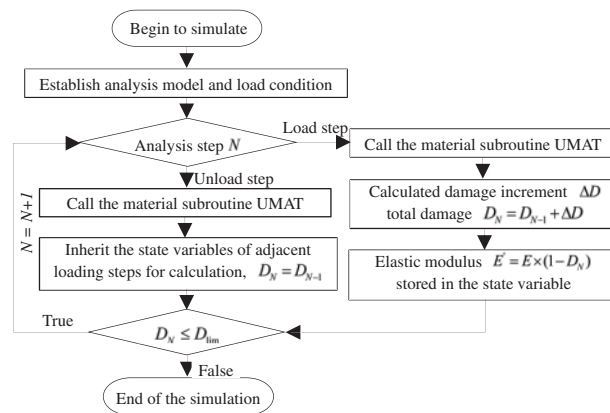 Begin to simulate
Establish analysis model and load condition
Analysis step N
Load step
Call the material subroutine UMAT
Unload step
Call the material subroutine UMAT
Calculated damage increment ΔD
total damage D_N = D_{N-1} + ΔD
N = N+1
Inherit the state variables of adjacent
loading steps for calculation, D_N = D_{N-1}
Elastic modulus E' = E×(1−D_N)
stored in the state variable
True
D_N ≤ D_lim
False
End of the simulation